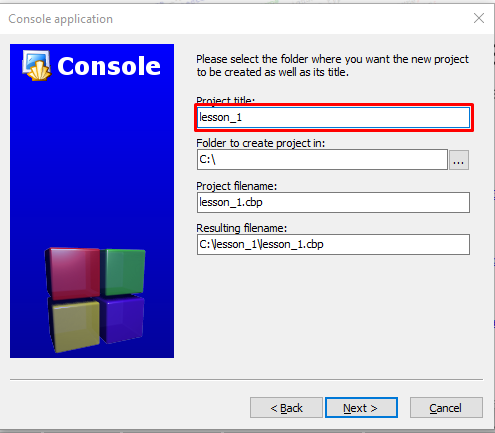 Console application
Console
Please select the folder where you want the new project
to be created as well as its title.
Project title:
lesson_1
Folder to create project in:
C:\
...
Project filename:
lesson_1.cbp
Resulting filename:
C:\lesson_1\lesson_1.cbp
< Back
Next >
Cancel